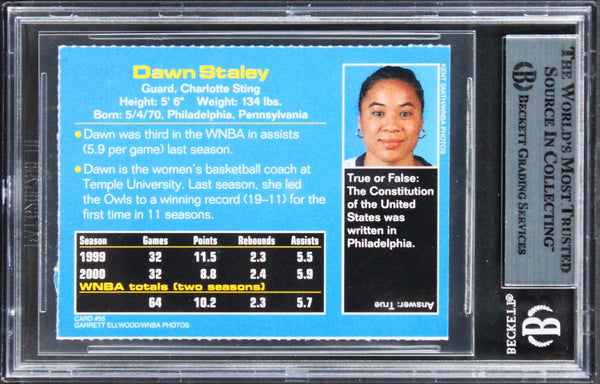 Dawn Staley
Guard, Charlotte Sting
Height: 5' 6" Weight: 134 lbs.
Born: 5/4/70, Philadelphia, Pennsylvania
• Dawn was third in the WNBA in assists
(5.9 per game) last season.
• Dawn is the women's basketball coach at
Temple University. Last season, she led
the Owls to a winning record (19–11) for the
first time in 11 seasons.
Season Games Points Rebounds Assists
1999 32 11.5 2.3 5.5
2000 32 8.8 2.4 5.9
WNBA totals (two seasons)
64 10.2 2.3 5.7
CARD #55
GARRETT ELLWOOD/WNBA PHOTOS
KENT SMITH/WNBA PHOTOS
True or False:
The Constitution
of the United
States was
written in
Philadelphia.
Answer: True
THE WORLD'S MOST TRUSTED
SOURCE IN COLLECTING™
BECKETT GRADING SERVICES
B
BECKETT®
B